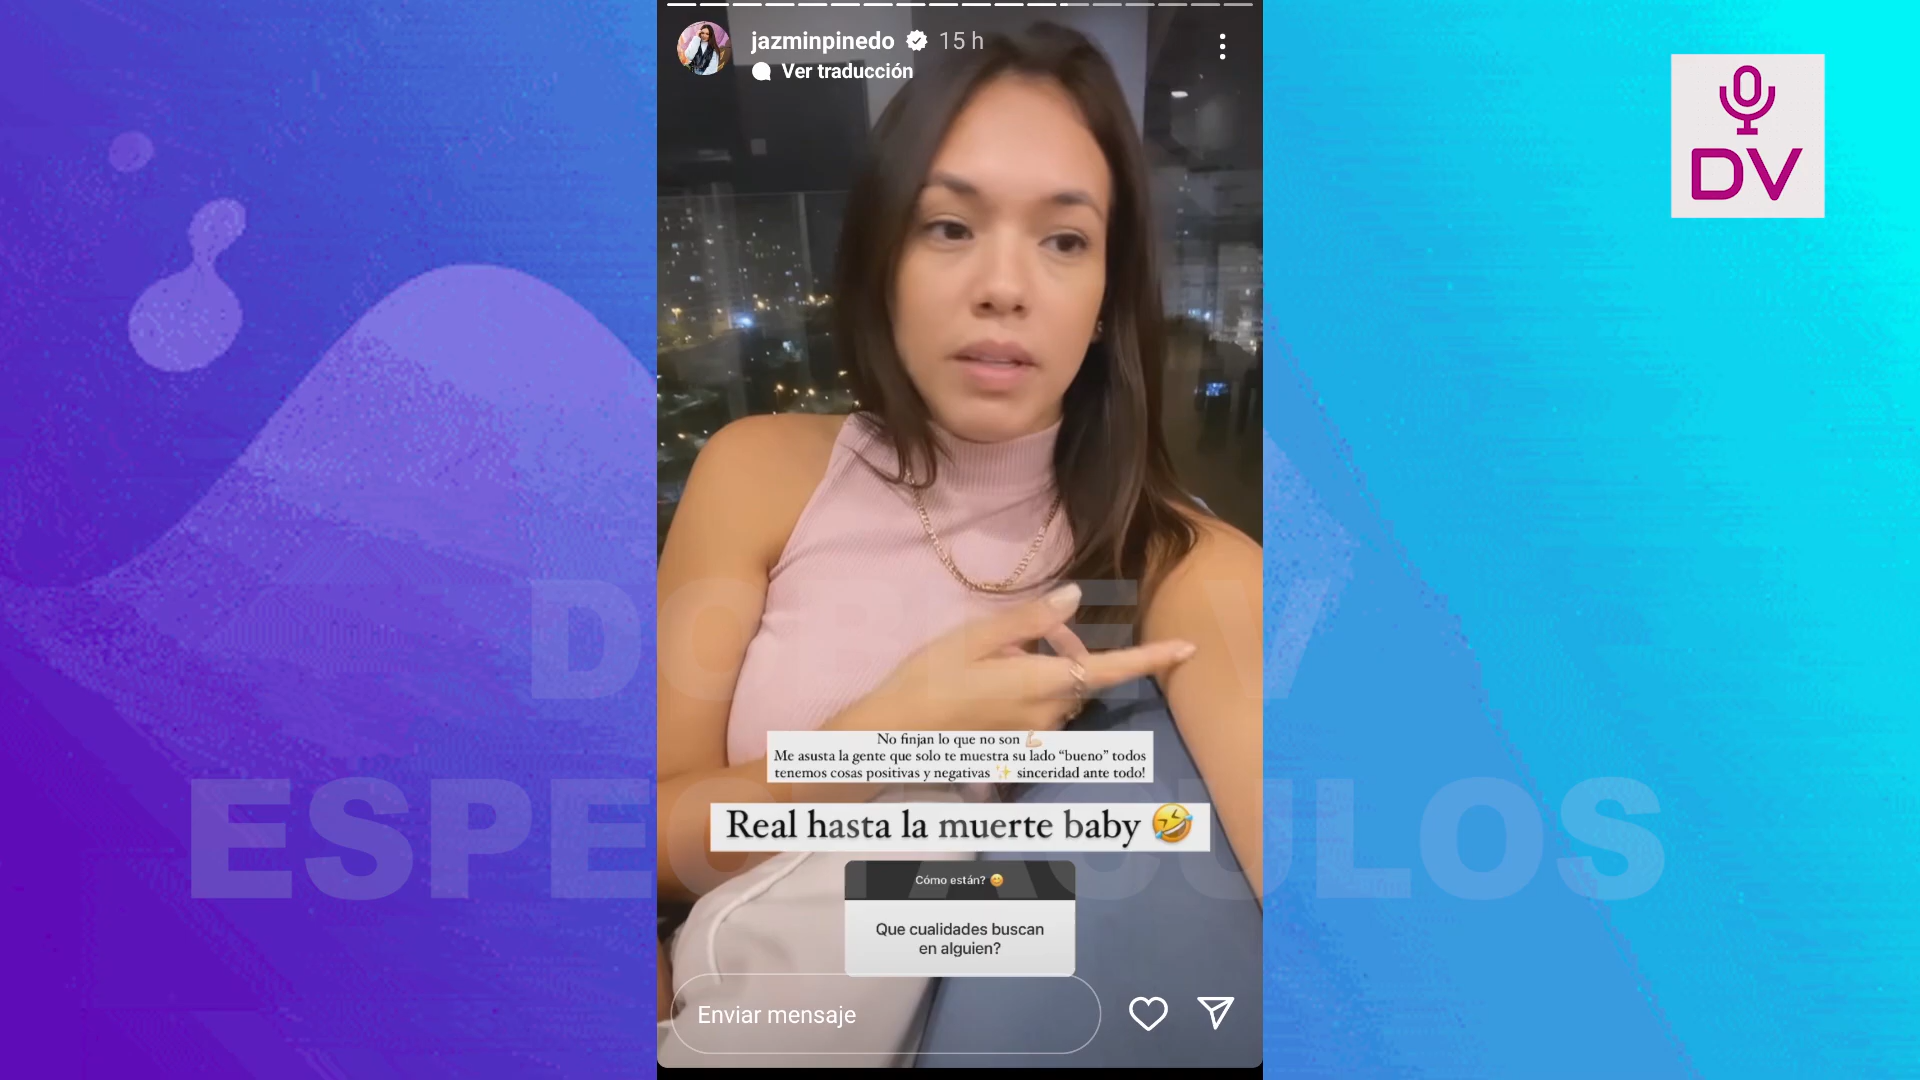 jazminpinedo 15 h
Ver traducción
DV
DOBLE V
ESPECTÁCULOS
No finjan lo que no son 💪🏻
Me asusta la gente que solo te muestra su lado “bueno” todos
tenemos cosas positivas y negativas ✨ sinceridad ante todo!
Real hasta la muerte baby 🤣
Cómo están? 😊
Que cualidades buscan
en alguien?
Enviar mensaje